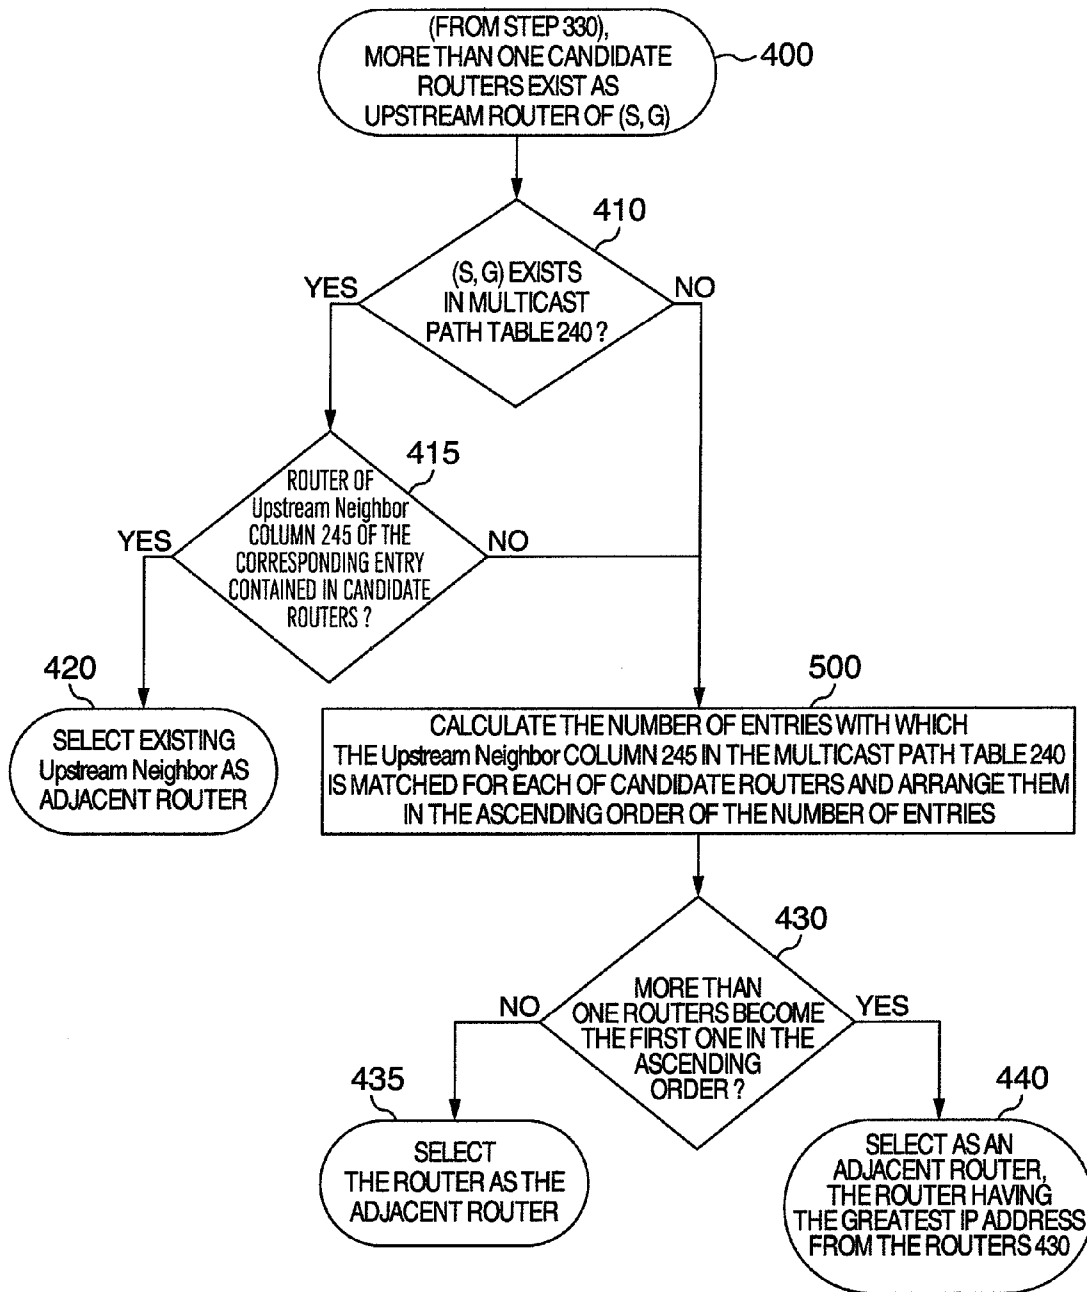 (FROM STEP 330),
MORE THAN ONE CANDIDATE
ROUTERS EXIST AS
UPSTREAM ROUTER OF (S, G)
400
410
(S, G) EXISTS
IN MULTICAST
PATH TABLE 240 ?
YES
NO
415
ROUTER OF
Upstream Neighbor
COLUMN 245 OF THE
CORRESPONDING ENTRY
CONTAINED IN CANDIDATE
ROUTERS ?
YES
NO
420
SELECT EXISTING
Upstream Neighbor AS
ADJACENT ROUTER
500
CALCULATE THE NUMBER OF ENTRIES WITH WHICH
THE Upstream Neighbor COLUMN 245 IN THE MULTICAST PATH TABLE 240
IS MATCHED FOR EACH OF CANDIDATE ROUTERS AND ARRANGE THEM
IN THE ASCENDING ORDER OF THE NUMBER OF ENTRIES
430
MORE THAN
ONE ROUTERS BECOME
THE FIRST ONE IN THE
ASCENDING
ORDER ?
NO
YES
435
SELECT
THE ROUTER AS THE
ADJACENT ROUTER
440
SELECT AS AN
ADJACENT ROUTER,
THE ROUTER HAVING
THE GREATEST IP ADDRESS
FROM THE ROUTERS 430